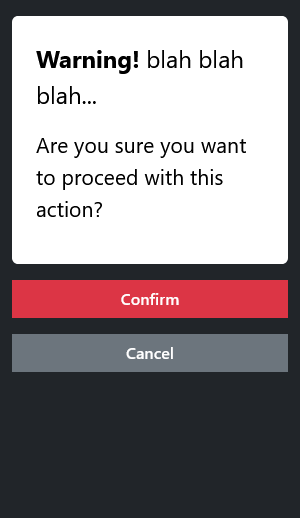 Warning! blah blah
blah...
Are you sure you want
to proceed with this
action?
Confirm
Cancel